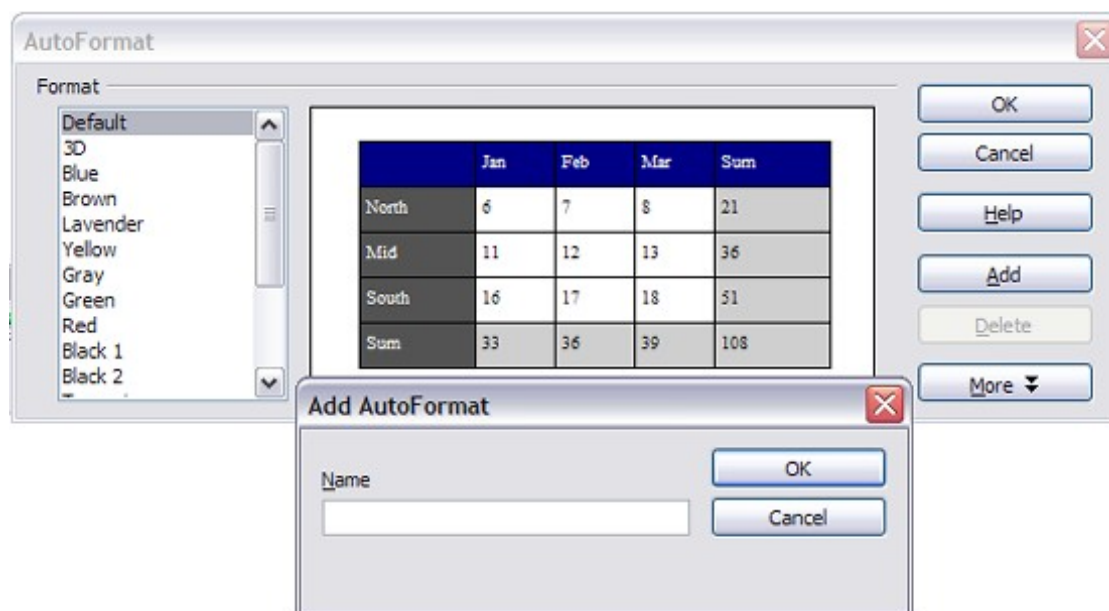 AutoFormat
Format
Default
3D
Blue
Brown
Lavender
Yellow
Gray
Green
Red
Black 1
Black 2
Jan Feb Mar Sum
North 6 7 8 21
Mid 11 12 13 36
South 16 17 18 51
Sum 33 36 39 108
OK
Cancel
Help
Add
Delete
More
Add AutoFormat
Name
OK
Cancel